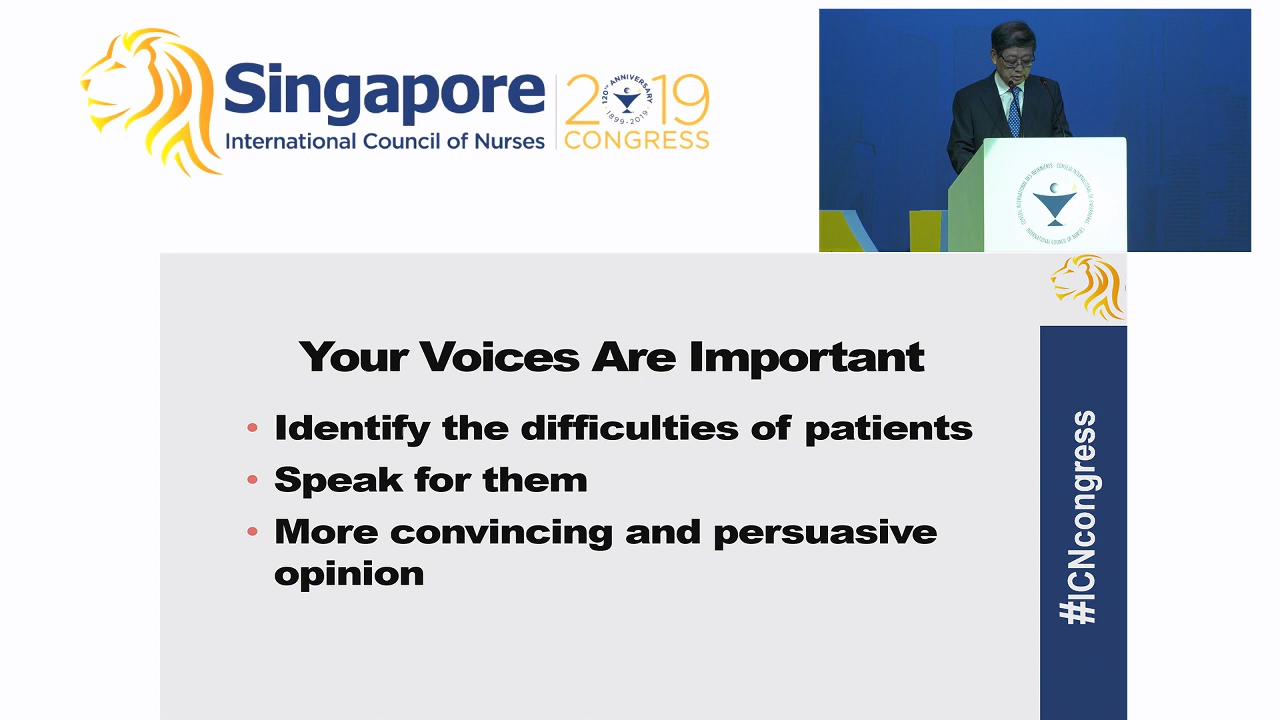 Singapore
International Council of Nurses
2019
120TH ANNIVERSARY
·1899-2019·
CONGRESS
Your Voices Are Important
• Identify the difficulties of patients
• Speak for them
• More convincing and persuasive
opinion
#ICNcongress